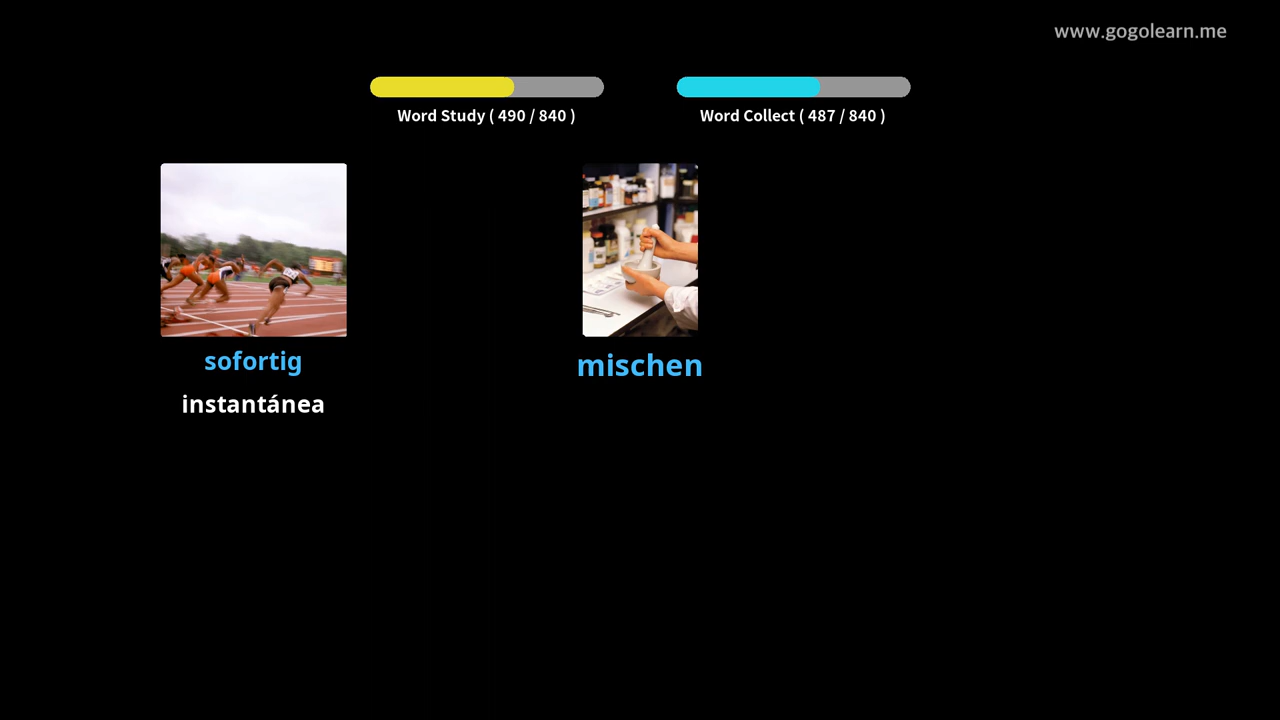 www.gogolearn.me
Word Study ( 490 / 840 )
Word Collect ( 487 / 840 )
sofortig
instantánea
mischen